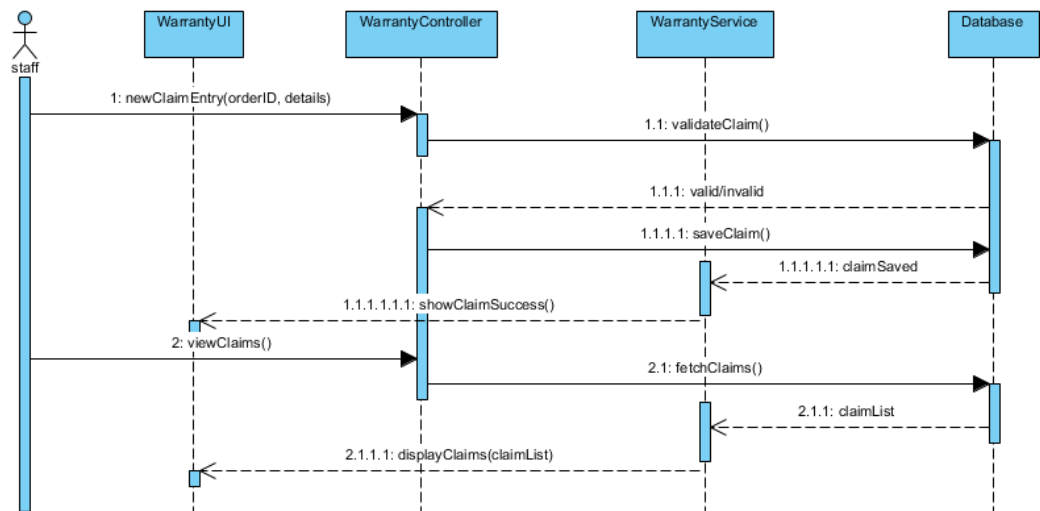 WarrantyUI
WarrantyController
WarrantyService
Database
staff
1: newClaimEntry(orderID, details)
1.1: validateClaim()
1.1.1: valid/invalid
1.1.1.1: saveClaim()
1.1.1.1.1: claimSaved
1.1.1.1.1.1: showClaimSuccess()
2: viewClaims()
2.1: fetchClaims()
2.1.1: claimList
2.1.1.1: displayClaims(claimList)